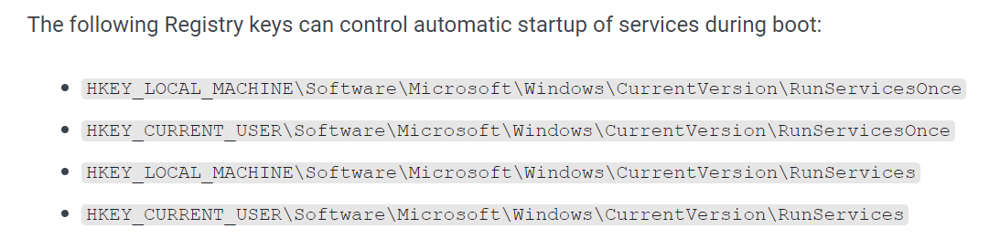 The following Registry keys can control automatic startup of services during boot:
HKEY_LOCAL_MACHINE\Software\Microsoft\Windows\CurrentVersion\RunServicesOnce
HKEY_CURRENT_USER\Software\Microsoft\Windows\CurrentVersion\RunServicesOnce
HKEY_LOCAL_MACHINE\Software\Microsoft\Windows\CurrentVersion\RunServices
HKEY_CURRENT_USER\Software\Microsoft\Windows\CurrentVersion\RunServices